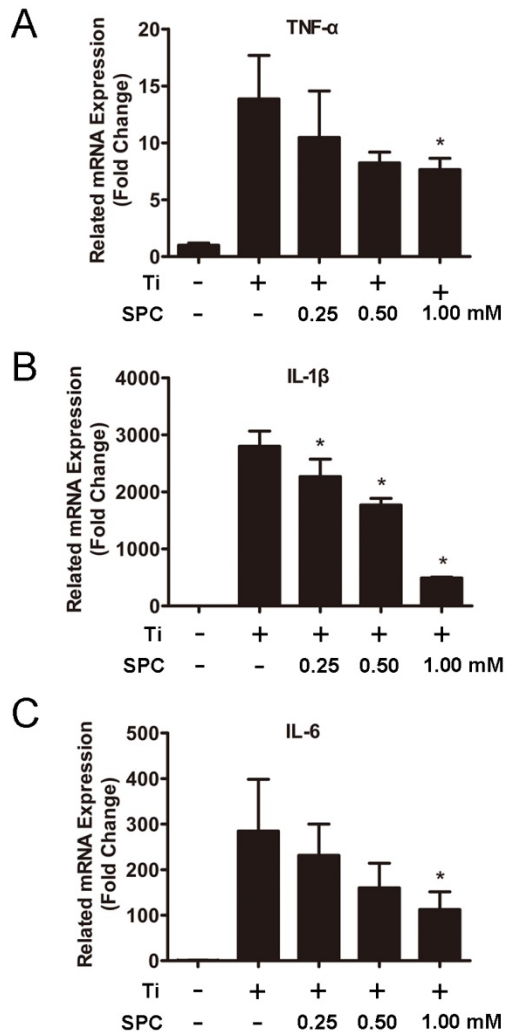 A
TNF-α
Related mRNA Expression
(Fold Change)
20
15
10
5
0
Ti - + + + +
SPC - - 0.25 0.50 1.00 mM
*
B
IL-1β
Related mRNA Expression
(Fold Change)
4000
3000
2000
1000
0
* * *
Ti - + + + +
SPC - - 0.25 0.50 1.00 mM
C
IL-6
Related mRNA Expression
(Fold Change)
500
400
300
200
100
0
*
Ti - + + + +
SPC - - 0.25 0.50 1.00 mM